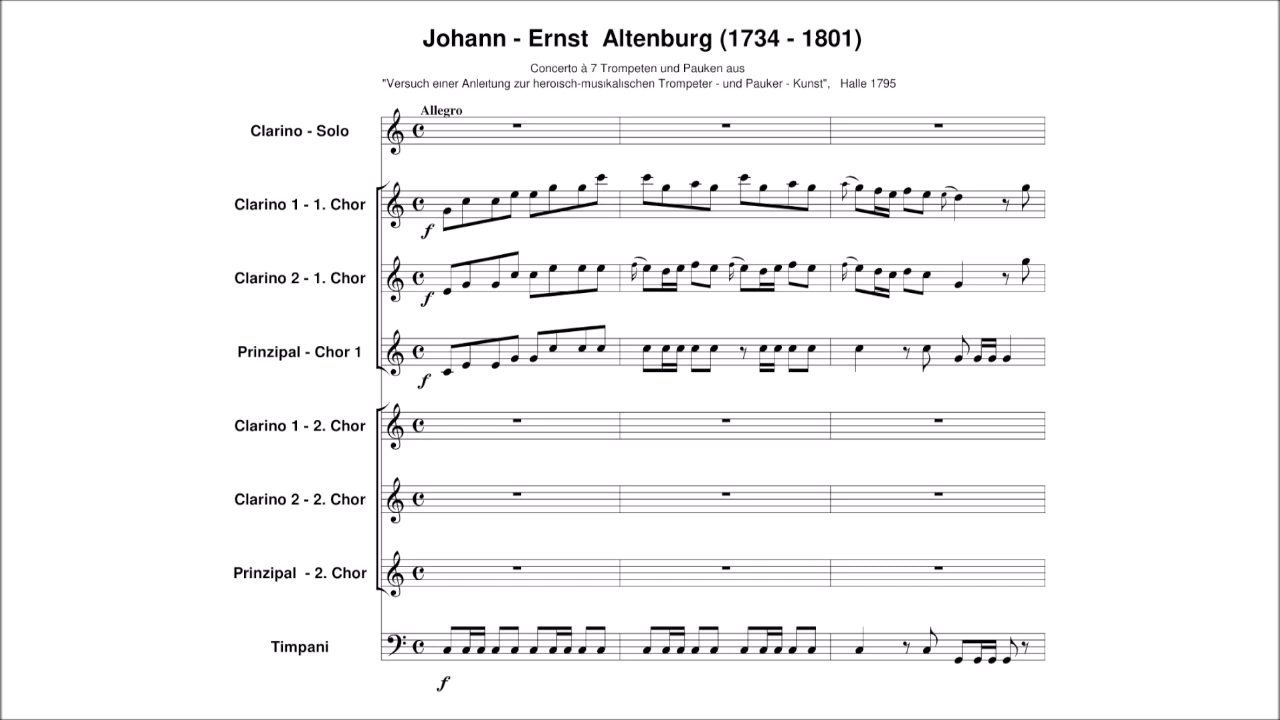 Johann - Ernst Altenburg (1734 - 1801)
Concerto à 7 Trompeten und Pauken aus
"Versuch einer Anleitung zur heroisch-musikalischen Trompeter - und Pauker - Kunst", Halle 1795
Allegro
Clarino - Solo
Clarino 1 - 1. Chor
f
Clarino 2 - 1. Chor
f
Prinzipal - Chor 1
f
Clarino 1 - 2. Chor
Clarino 2 - 2. Chor
Prinzipal - 2. Chor
Timpani
f